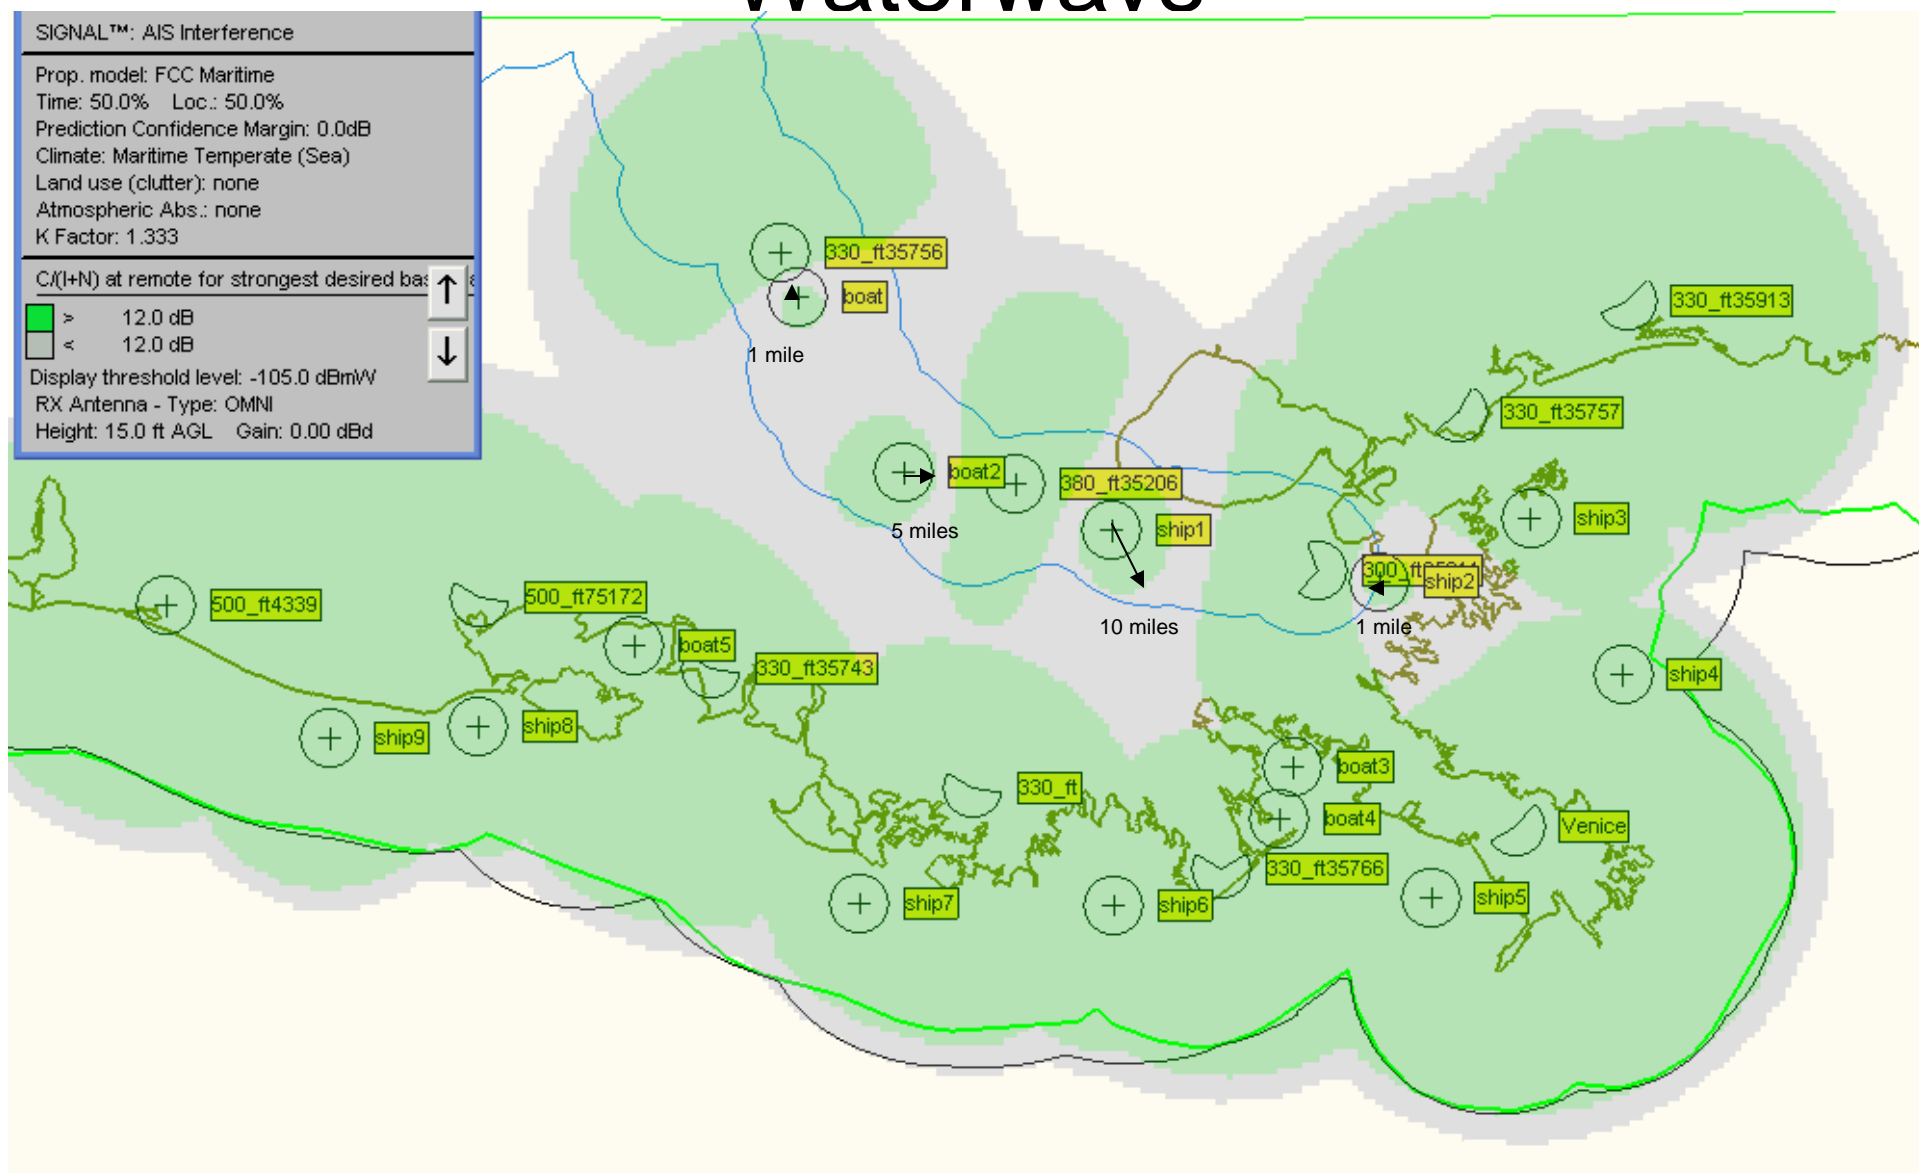 Waterways
SIGNAL™: AIS Interference
Prop. model: FCC Maritime
Time: 50.0% Loc.: 50.0%
Prediction Confidence Margin: 0.0dB
Climate: Maritime Temperate (Sea)
Land use (clutter): none
Atmospheric Abs.: none
K Factor: 1.333
C/(I+N) at remote for strongest desired
> 12.0 dB
< 12.0 dB
Display threshold level: -105.0 dBmW
RX Antenna - Type: OMNI
Height: 15.0 ft AGL Gain: 0.00 dBd
330_ft35756
boat
1 mile
330_ft35913
330_ft35757
boat2
380_ft35206
5 miles
ship1
ship3
ship2
10 miles
1 mile
500_ft4339
500_ft75172
boat5
330_ft35743
ship4
ship9
ship8
boat3
330_ft
boat4
Venice
330_ft35766
ship7
ship6
ship5